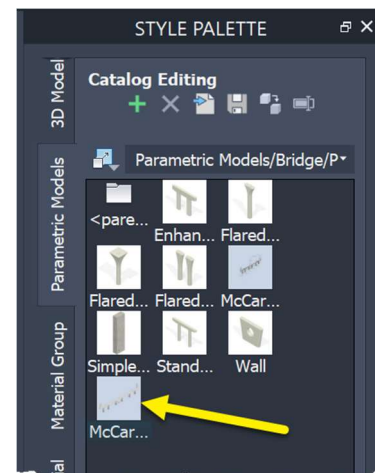 STYLE PALETTE
3D Model
Catalog Editing
Parametric Models
Parametric Models/Bridge/P
<pare...
Enhan... Flared...
Flared... Flared... McCar...
Material Group
Simple... Stand... Wall
McCar...